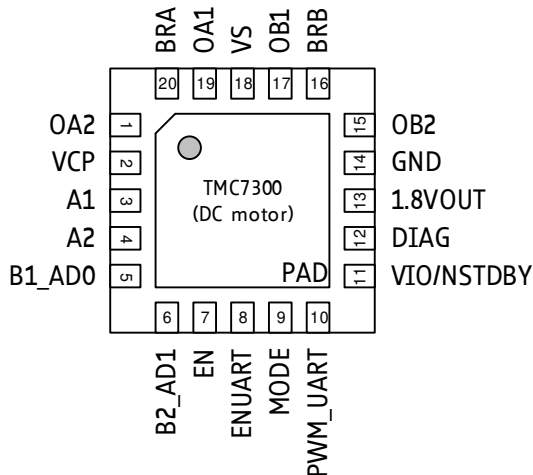 BRA
OA1
VS
OB1
BRB
20
19
18
17
16
OA2
1
15
OB2
VCP
2
14
GND
A1
3
TMC7300
(DC motor)
13
1.8VOUT
A2
4
12
DIAG
B1_AD0
5
PAD
11
VIO/NSTDBY
6
7
8
9
10
B2_AD1
EN
ENUART
MODE
PWM_UART